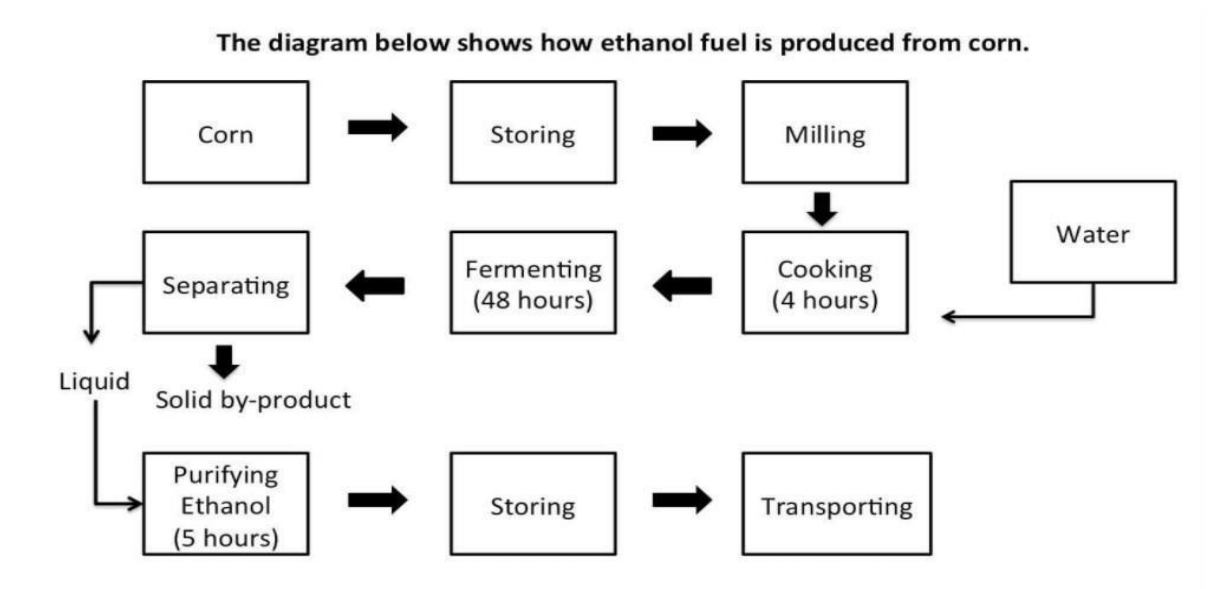 The diagram below shows how ethanol fuel is produced from corn.
Corn
Storing
Milling
Water
Cooking
(4 hours)
Fermenting
(48 hours)
Separating
Liquid
Solid by-product
Purifying
Ethanol
(5 hours)
Storing
Transporting